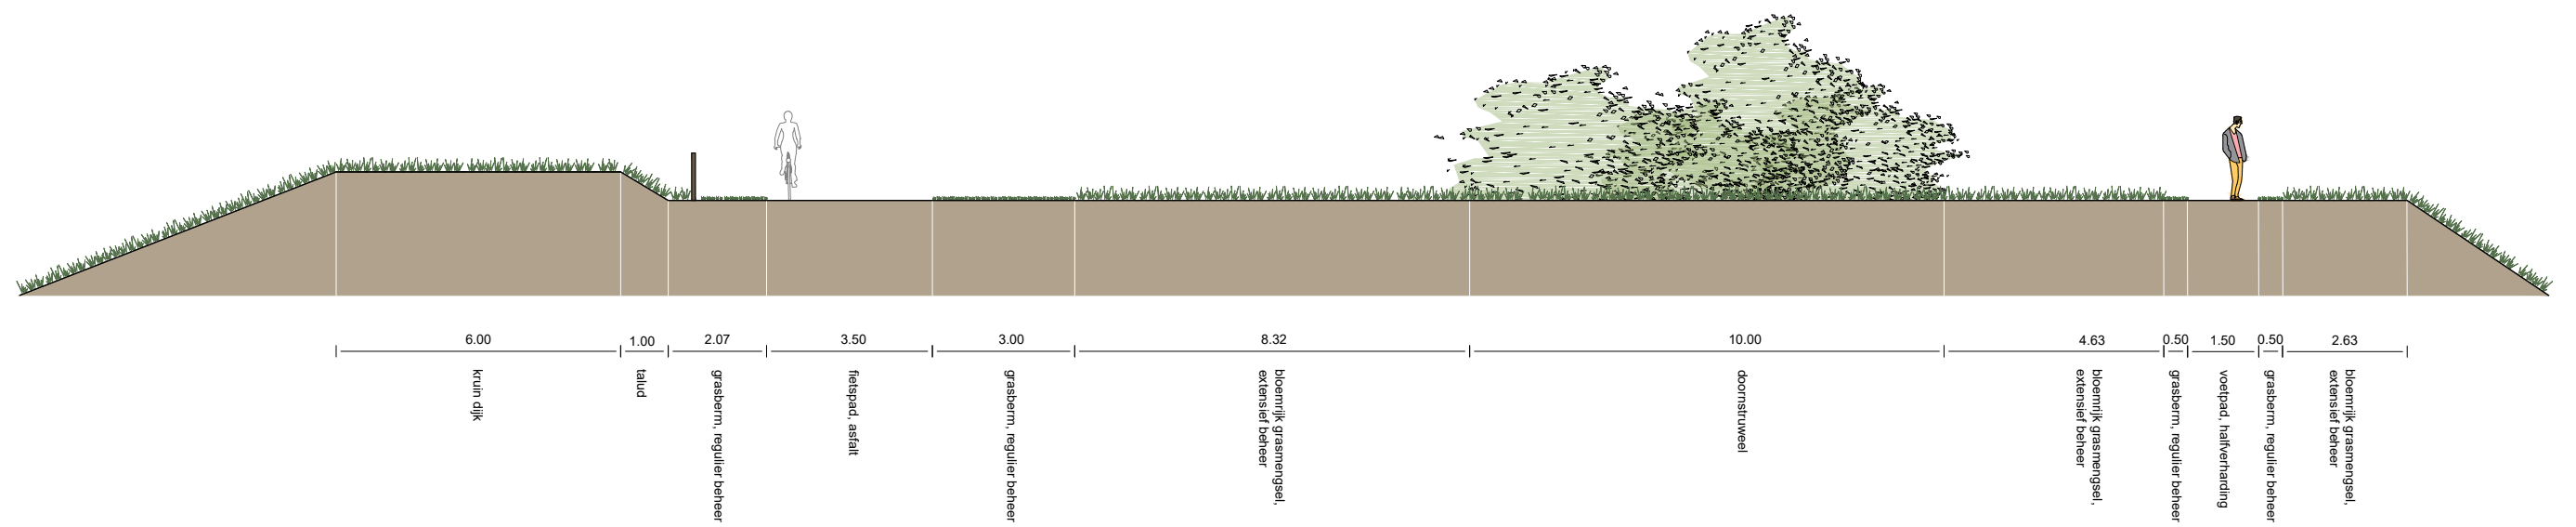 6.00
1.00
2.07
3.50
3.00
8.32
10.00
4.63
0.50
1.50
0.50
2.63
kruin dijk
talud
grasberm, regulier beheer
fietspad, asfalt
grasberm, regulier beheer
bloemrijk grasmengsel,
extensief beheer
doornstruweel
bloemrijk grasmengsel,
extensief beheer
grasberm, regulier beheer
voetpad, halfverharding
grasberm, regulier beheer
bloemrijk grasmengsel,
extensief beheer